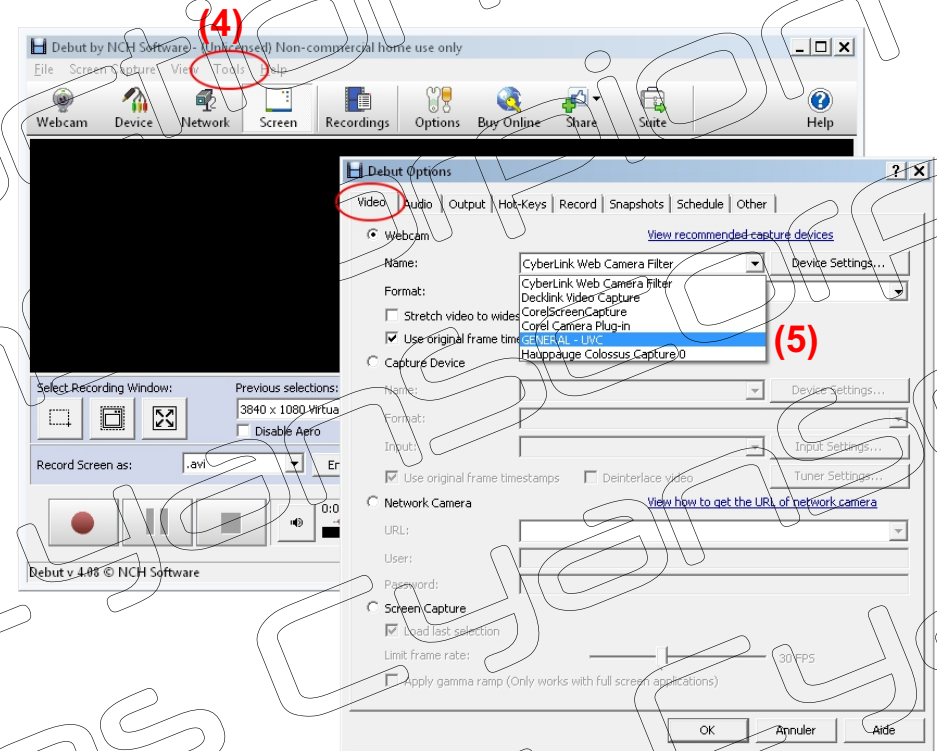 (4)
Debut by NCH Software - (Unlicensed) Non-commercial home use only
File Screen Capture View Tools Help
Webcam Device Network Screen Recordings Options Buy Online Share Suite Help
Debut Options
Video Audio Output Hot-Keys Record Snapshots Schedule Other
Webcam View recommended capture devices
Name: CyberLink Web Camera Filter Device Settings...
Format:
CyberLink Web Camera Filter
Decklink Video Capture
CorelScreenCapture
Corel Camera Plug-in
GENERAL - UVC
Hauppauge Colossus Capture 0
(5)
Stretch video to wides
Use original frame time
Capture Device
Name: Device Settings...
Format:
Input: Input Settings...
Use original frame timestamps Deinterlace video Tuner Settings...
Network Camera View how to get the URL of network camera
URL:
User:
Password:
Screen Capture
Load last selection
Limit frame rate: 30 FPS
Apply gamma ramp (Only works with full screen applications)
OK Annuler Aide
Select Recording Window: Previous selections:
3840 x 1080 Virtua
Disable Aero
Record Screen as: .avi En
0:0
Debut v 4.08 © NCH Software